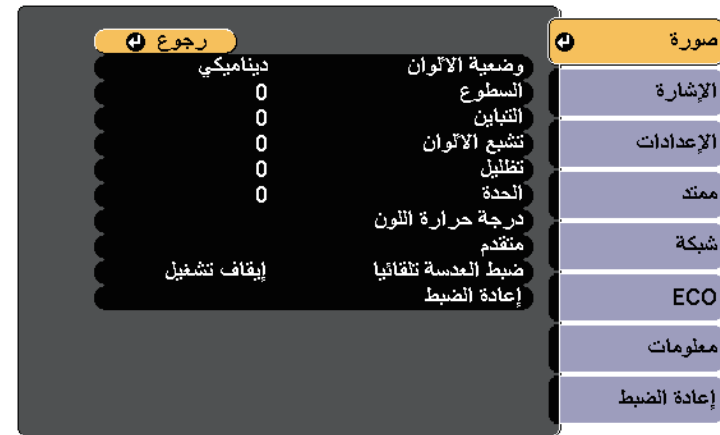 صورة
الإشارة
الإعدادات
ممتد
شبكة
ECO
معلومات
إعادة الضبط
رجوع
وضعية الألوان ديناميكي
السطوع 0
التباين 0
تشبع الألوان 0
تظليل 0
الحدة 0
درجة حرارة اللون
متقدم
ضبط العدسة تلقائيا إيقاف تشغيل
إعادة الضبط